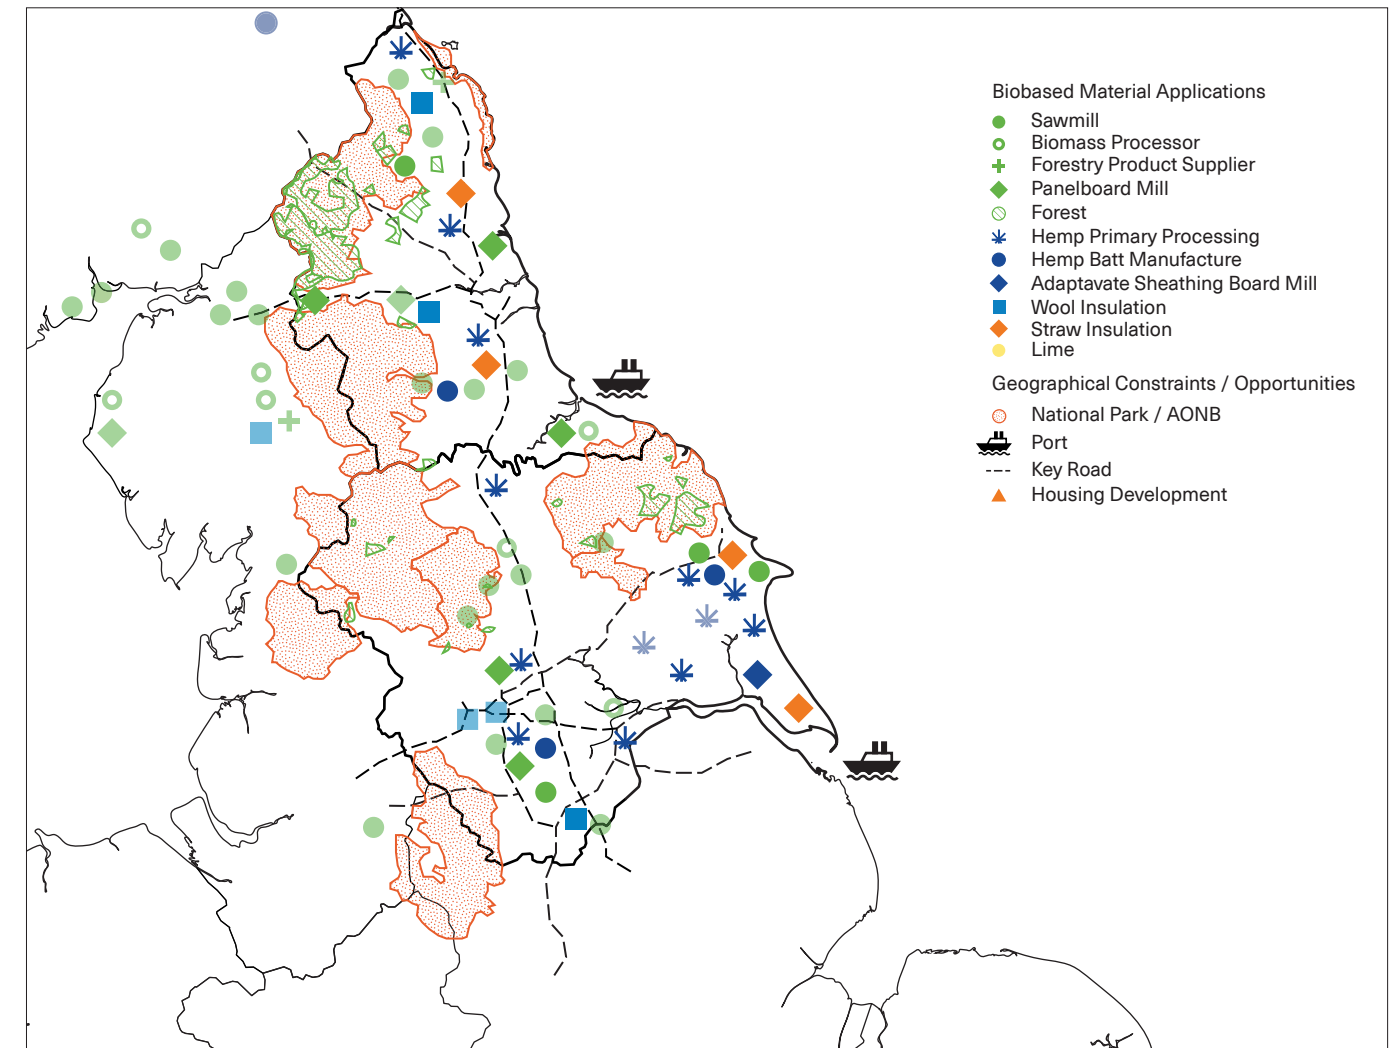 Biobased Material Applications
Sawmill
Biomass Processor
Forestry Product Supplier
Panelboard Mill
Forest
Hemp Primary Processing
Hemp Batt Manufacture
Adaptavate Sheathing Board Mill
Wool Insulation
Straw Insulation
Lime
Geographical Constraints / Opportunities
National Park / AONB
Port
Key Road
Housing Development